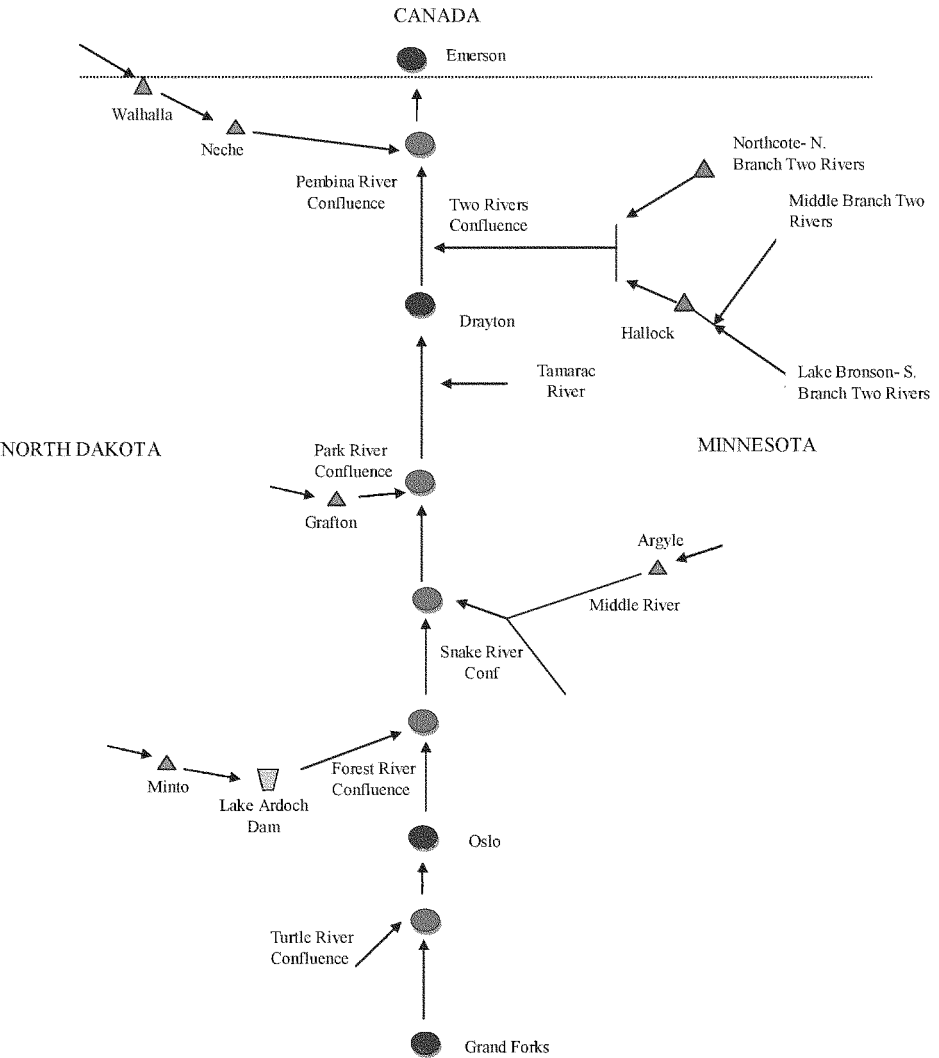 CANADA
Emerson
Walhalla
Neche
Northcote- N.
Branch Two Rivers
Pembina River
Confluence
Two Rivers
Confluence
Middle Branch Two
Rivers
Drayton
Hallock
Tamarac
River
Lake Bronson- S.
Branch Two Rivers
NORTH DAKOTA
MINNESOTA
Park River
Confluence
Grafton
Argyle
Middle River
Snake River
Conf
Minto
Forest River
Confluence
Lake Ardoch
Dam
Oslo
Turtle River
Confluence
Grand Forks